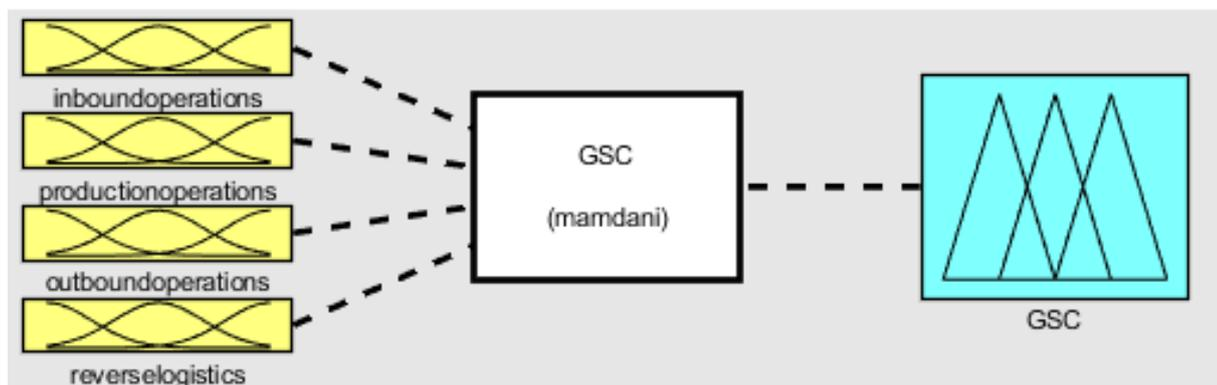 inboundoperations
productionoperations
outboundoperations
reverselogistics
GSC
(mamdani)
GSC